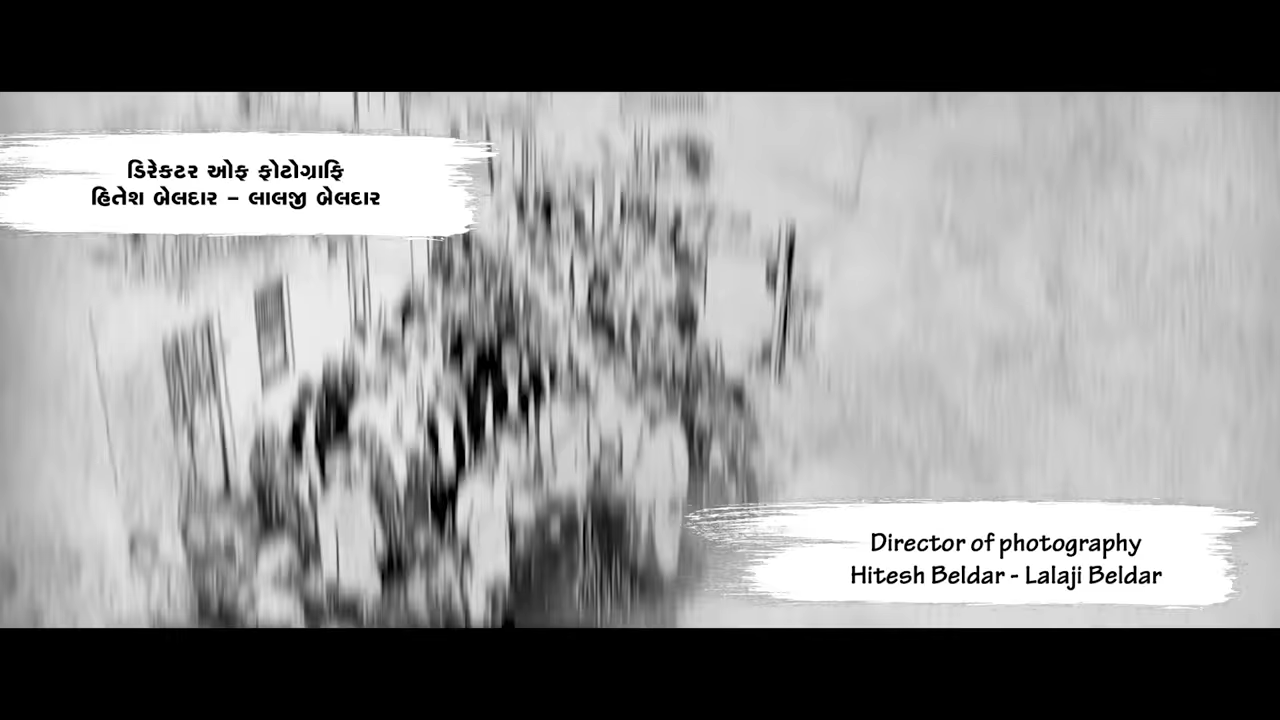 ડિરેક્ટર ઓફ ફોટોગ્રાફિ
હિતેશ બેલદાર – લાલજી બેલદાર
Director of photography
Hitesh Beldar - Lalaji Beldar